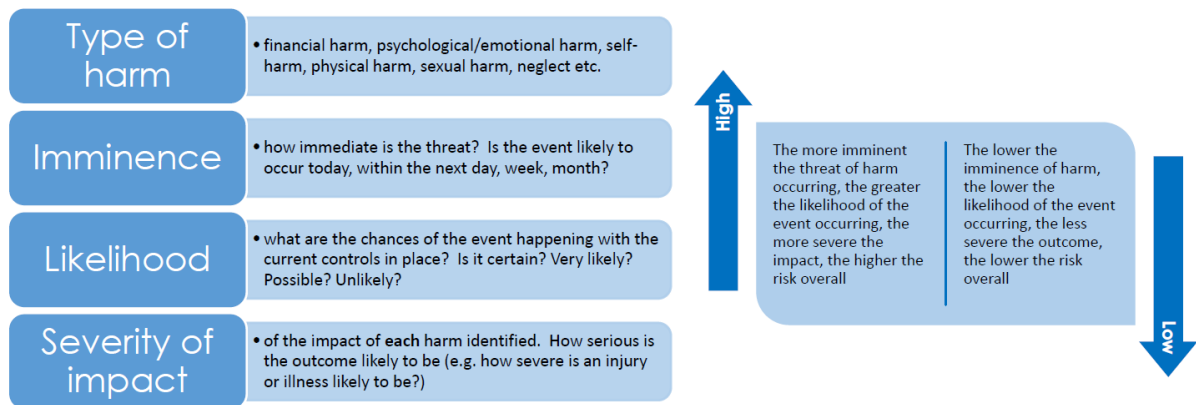 Type of
harm
• financial harm, psychological/emotional harm, self-
harm, physical harm, sexual harm, neglect etc.
Imminence
• how immediate is the threat? Is the event likely to
occur today, within the next day, week, month?
Likelihood
• what are the chances of the event happening with the
current controls in place? Is it certain? Very likely?
Possible? Unlikely?
Severity of
impact
• of the impact of each harm identified. How serious is
the outcome likely to be (e.g. how severe is an injury
or illness likely to be?)
High
The more imminent
the threat of harm
occurring, the greater
the likelihood of the
event occurring, the
more severe the
impact, the higher the
risk overall
The lower the
imminence of harm,
the lower the
likelihood of the event
occurring, the less
severe the outcome,
the lower the risk
overall
Low